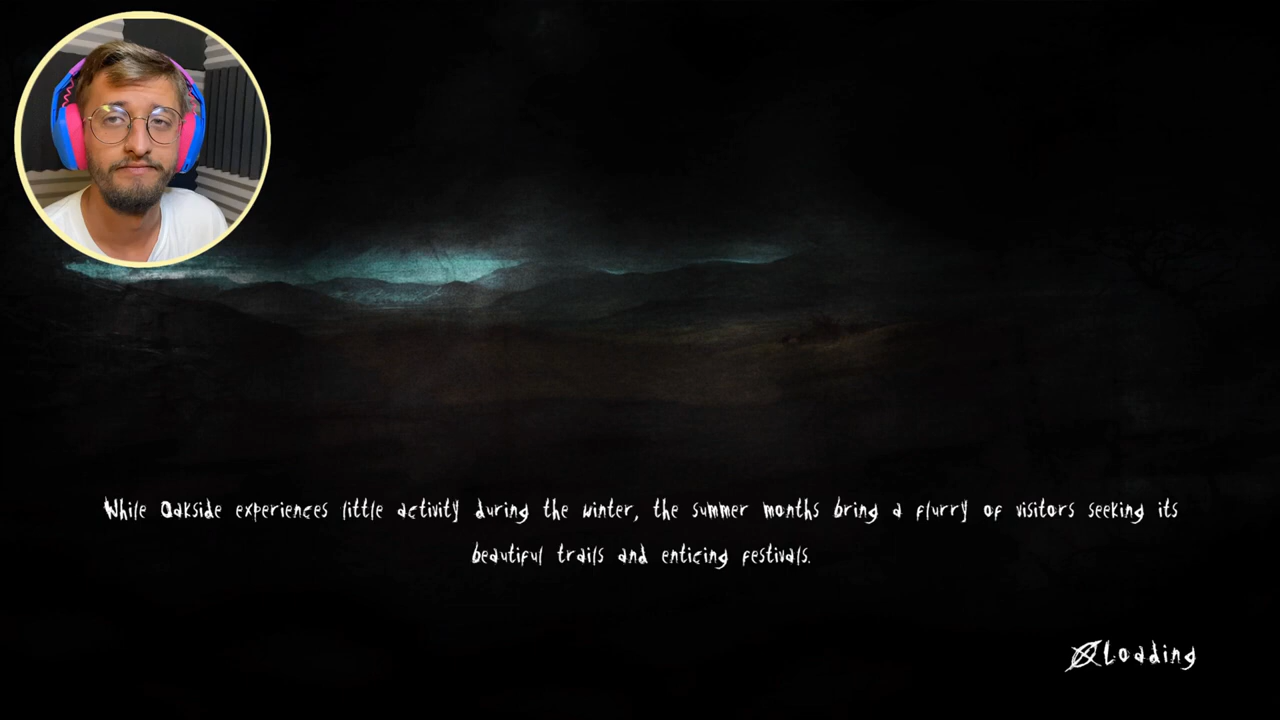 While Oakside experiences little activity during the winter, the summer months bring a flurry of visitors seeking its
beautiful trails and enticing festivals.
Loading